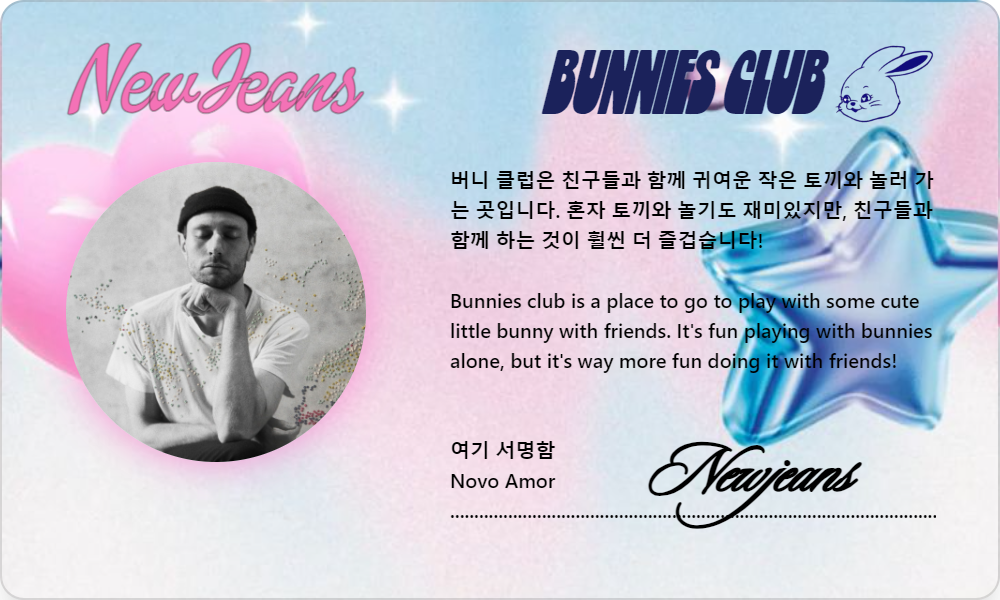 NewJeans
BUNNIES CLUB
버니 클럽은 친구들과 함께 귀여운 작은 토끼와 놀러 가
는 곳입니다. 혼자 토끼와 놀기도 재미있지만, 친구들과
함께 하는 것이 훨씬 더 즐겁습니다!
Bunnies club is a place to go to play with some cute
little bunny with friends. It's fun playing with bunnies
alone, but it's way more fun doing it with friends!
여기 서명함
Novo Amor
Newjeans